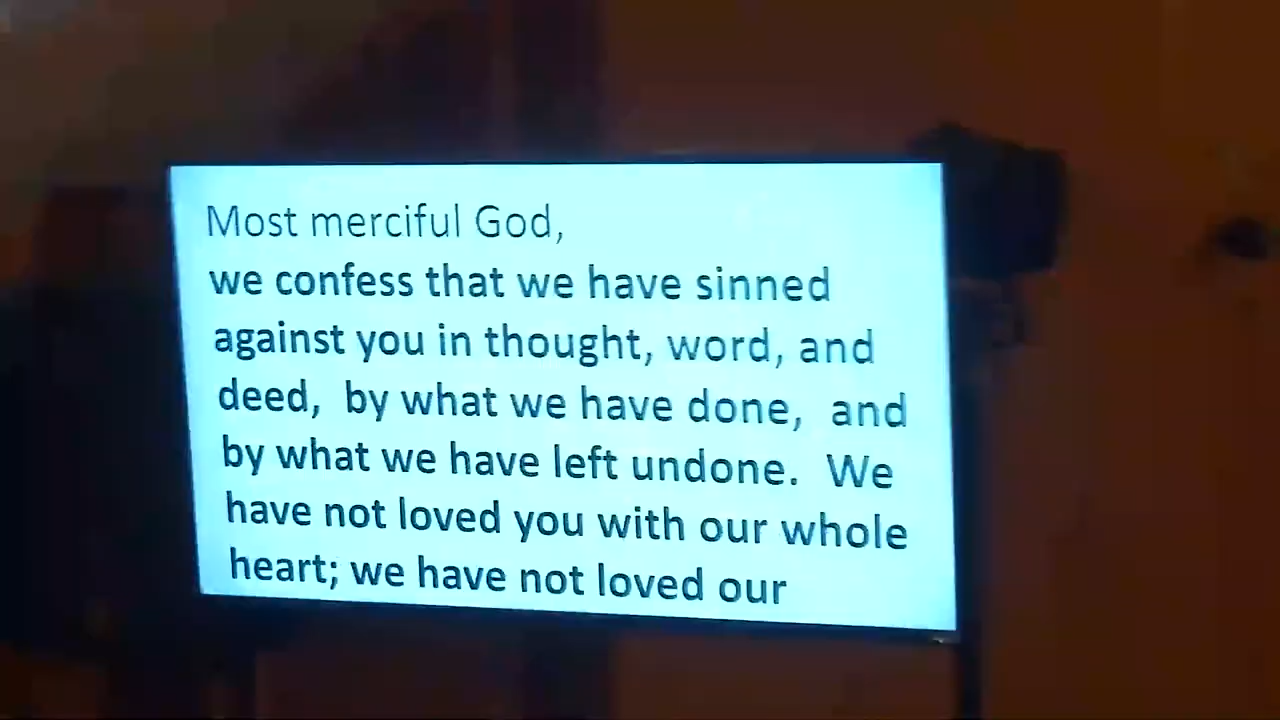 Most merciful God,
we confess that we have sinned
against you in thought, word, and
deed,  by what we have done,  and
by what we have left undone.  We
have not loved you with our whole
heart; we have not loved our